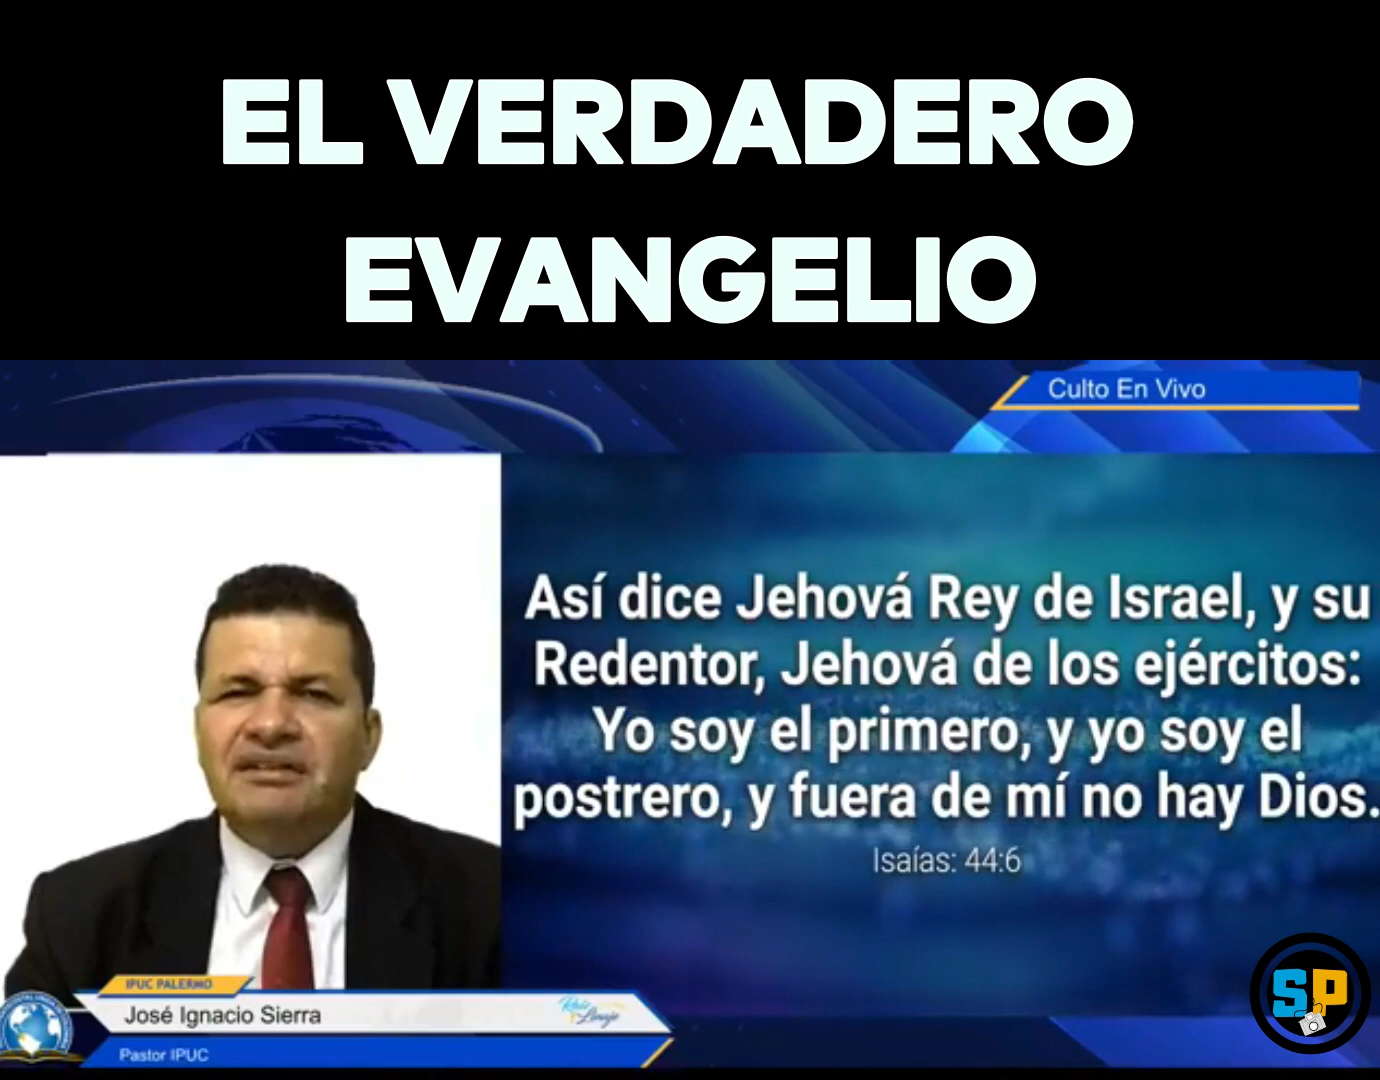 EL VERDADERO
EVANGELIO
Culto En Vivo
Así dice Jehová Rey de Israel, y su
Redentor, Jehová de los ejércitos:
Yo soy el primero, y yo soy el
postrero, y fuera de mí no hay Dios.
Isaías: 44:6
IPUC PALERMO
José Ignacio Sierra
Raíz y Linaje
Pastor IPUC
SP